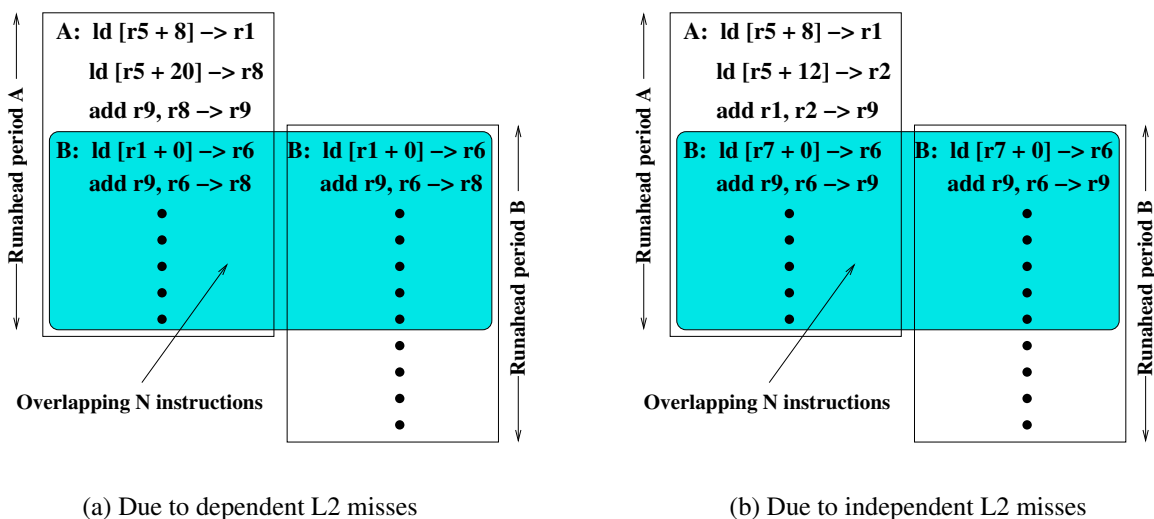 A: ld [r5 + 8] −> r1
ld [r5 + 20] −> r8
add r9, r8 −> r9
B: ld [r1 + 0] −> r6
add r9, r6 −> r8
B: ld [r1 + 0] −> r6
add r9, r6 −> r8
Runahead period A
Runahead period B
Overlapping N instructions
(a) Due to dependent L2 misses
A: ld [r5 + 8] −> r1
ld [r5 + 12] −> r2
add r1, r2 −> r9
B: ld [r7 + 0] −> r6
add r9, r6 −> r9
B: ld [r7 + 0] −> r6
add r9, r6 −> r9
Runahead period A
Runahead period B
Overlapping N instructions
(b) Due to independent L2 misses